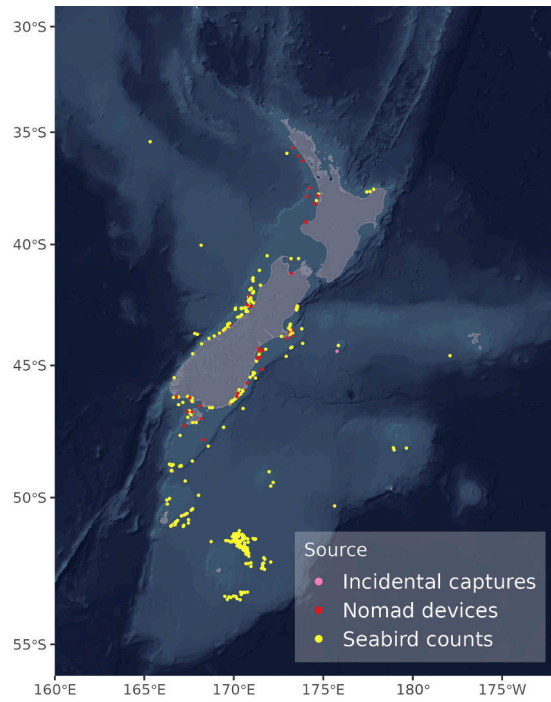 30°S
35°S
40°S
45°S
50°S
55°S
Source
Incidental captures
Nomad devices
Seabird counts
160°E 165°E 170°E 175°E 180° 175°W